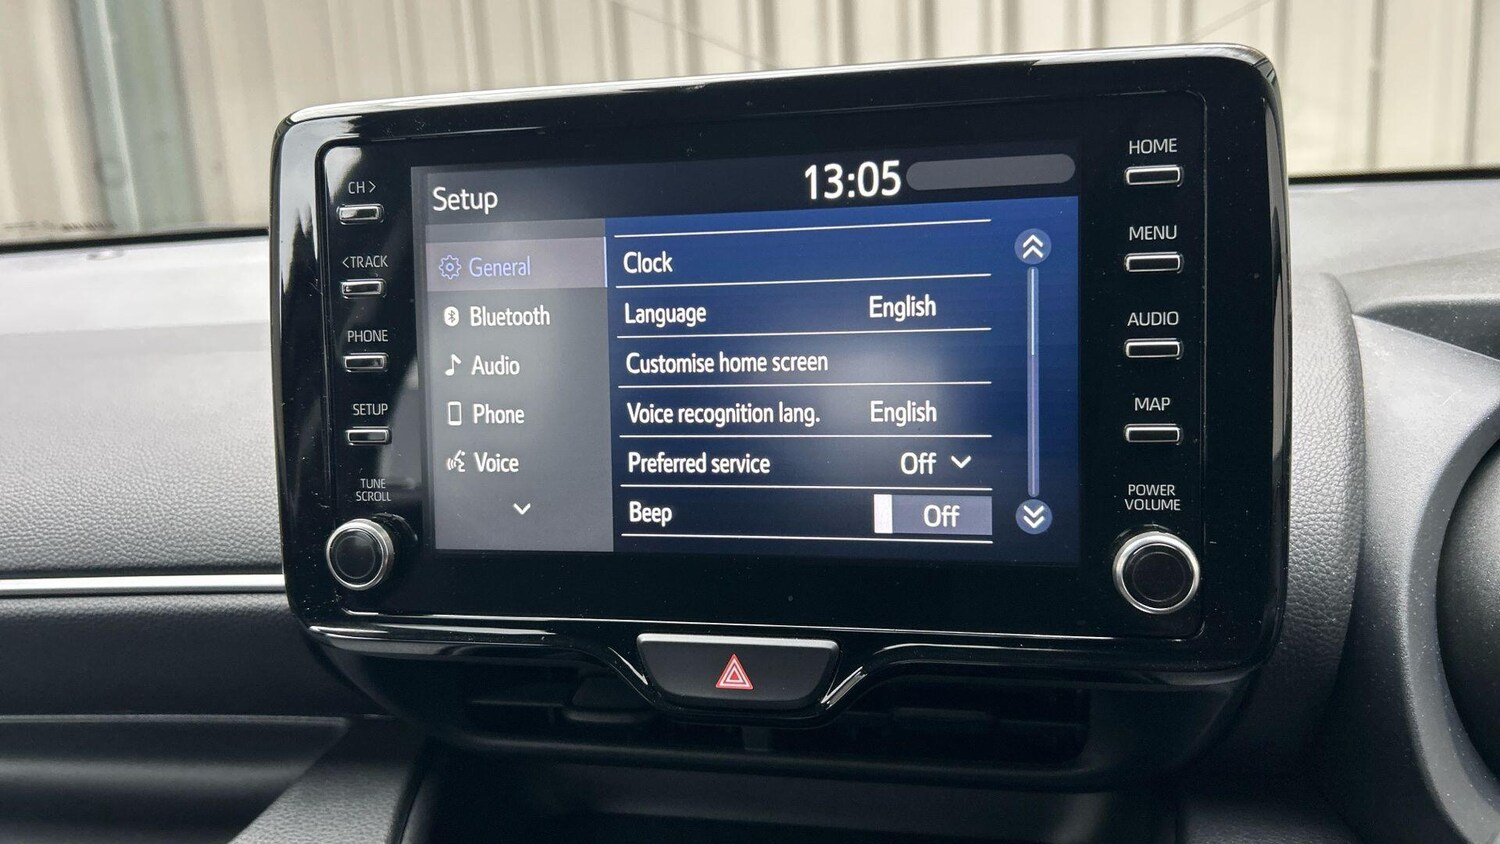 CH >
<TRACK
PHONE
SETUP
TUNE
SCROLL
Setup
13:05
General
Bluetooth
Audio
Phone
Voice
Clock
Language English
Customise home screen
Voice recognition lang. English
Preferred service Off
Beep Off
HOME
MENU
AUDIO
MAP
POWER
VOLUME